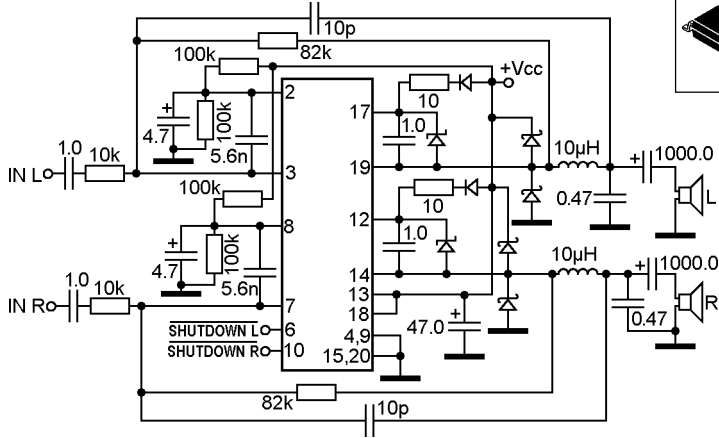 10p
82k
100k
+
4.7
100k
5.6n
2
1.0
10k
IN L
3
17
10
+Vcc
1.0
19
10µH
+
1000.0
0.47
L
100k
8
+
4.7
100k
5.6n
12
10
1.0
14
10µH
+
1000.0
0.47
R
1.0
10k
IN R
7
13
18
+
47.0
SHUTDOWN L
6
4,9
SHUTDOWN R
10
15,20
82k
10p